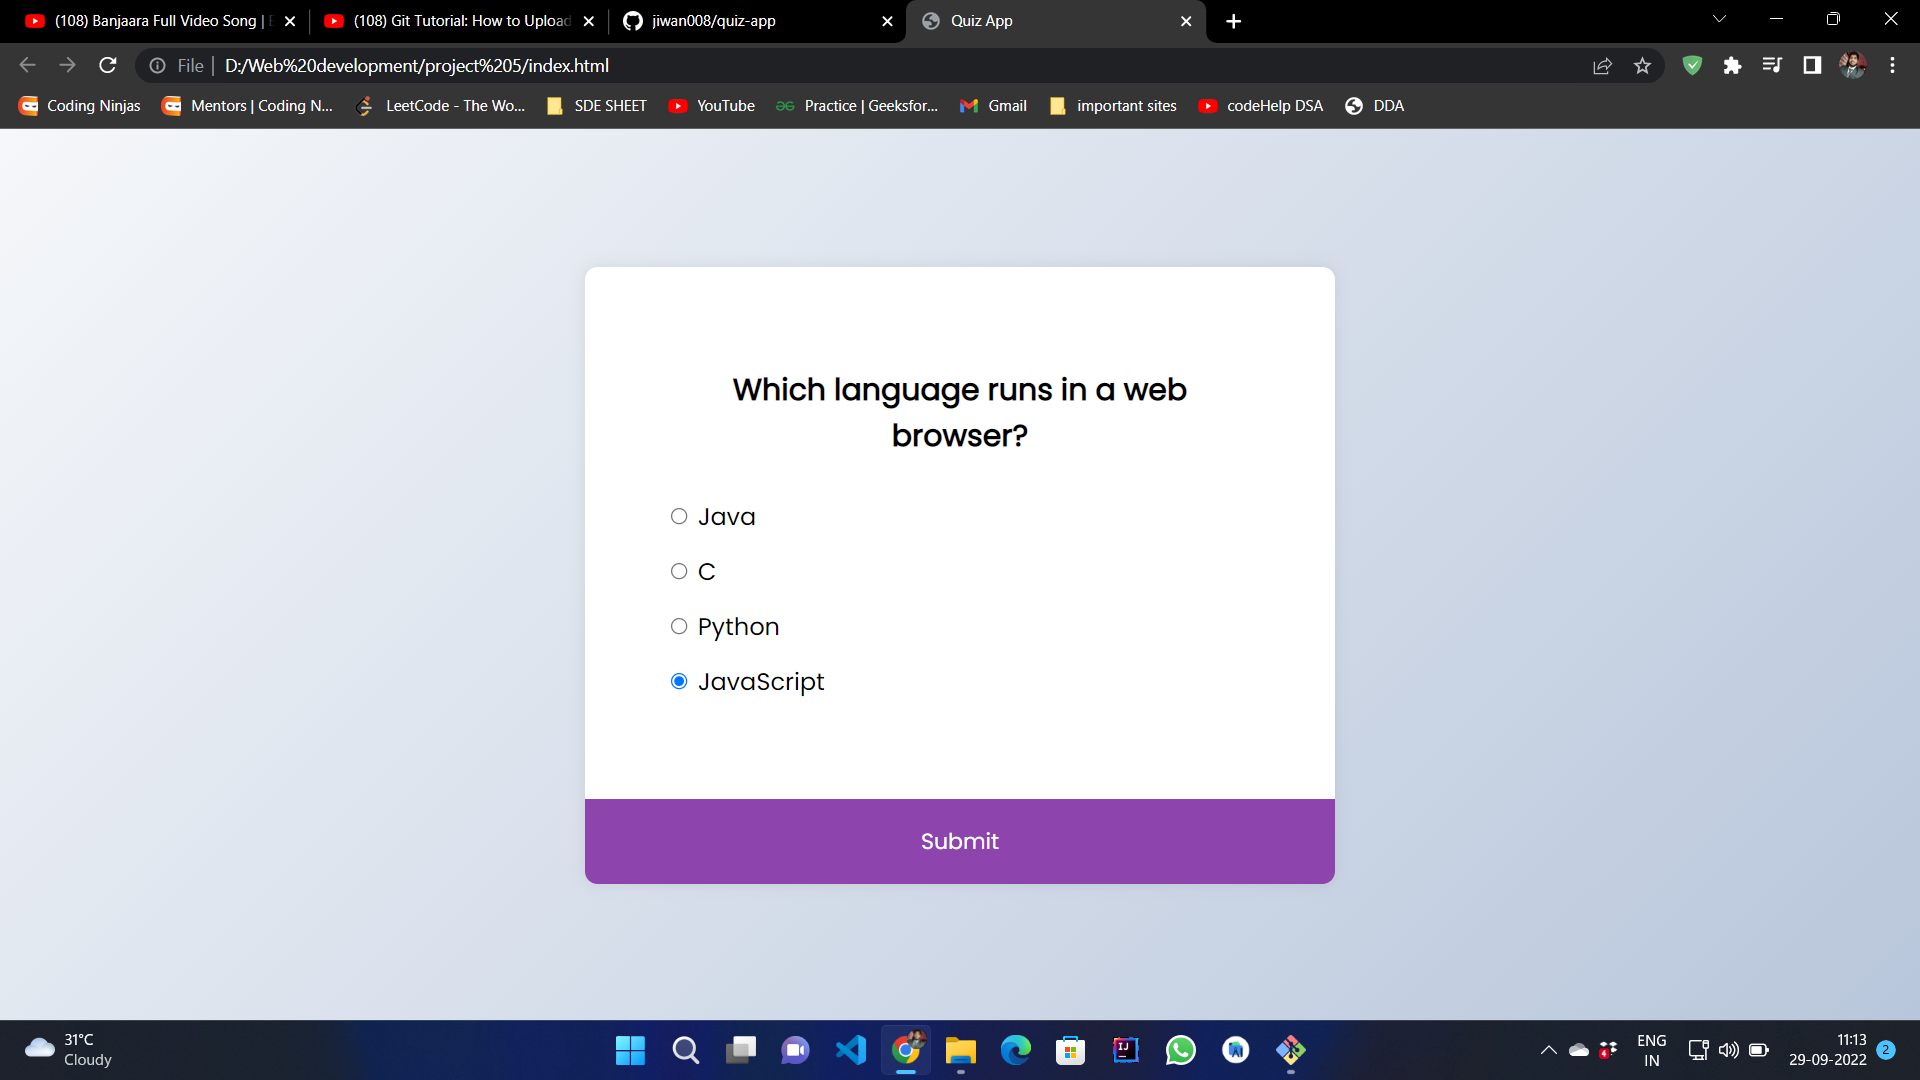 (108) Banjaara Full Video Song |
(108) Git Tutorial: How to Upload
jiwan008/quiz-app
Quiz App
File
D:/Web%20development/project%205/index.html
Coding Ninjas
Mentors | Coding N...
LeetCode - The Wo...
SDE SHEET
YouTube
Practice | Geeksfor...
Gmail
important sites
codeHelp DSA
DDA
Which language runs in a web
browser?
Java
C
Python
JavaScript
Submit
31°C
Cloudy
4
ENG
IN
11:13
29-09-2022
2